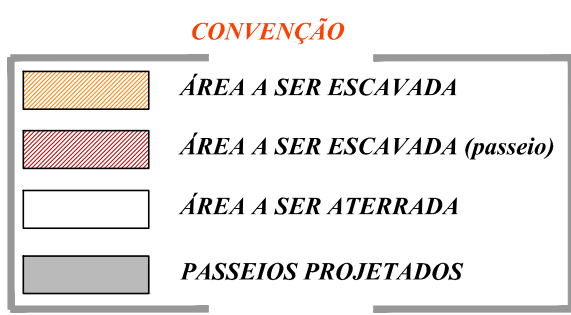 CONVENÇÃO
ÁREA A SER ESCAVADA
ÁREA A SER ESCAVADA (passeio)
ÁREA A SER ATERRADA
PASSEIOS PROJETADOS